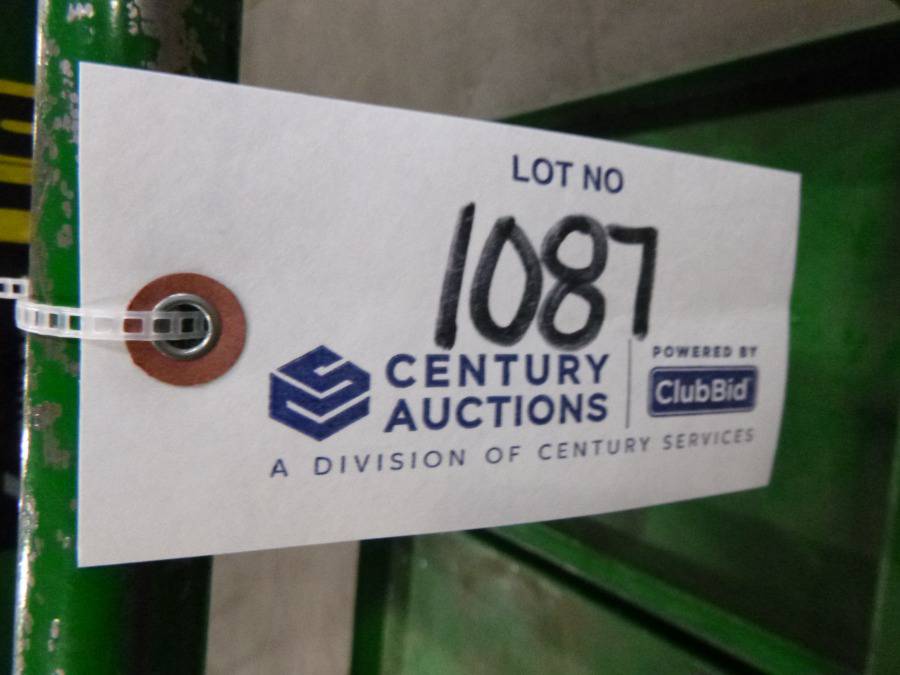 LOT NO
1087
CENTURY
AUCTIONS
A DIVISION OF CENTURY SERVICES
POWERED BY
ClubBid